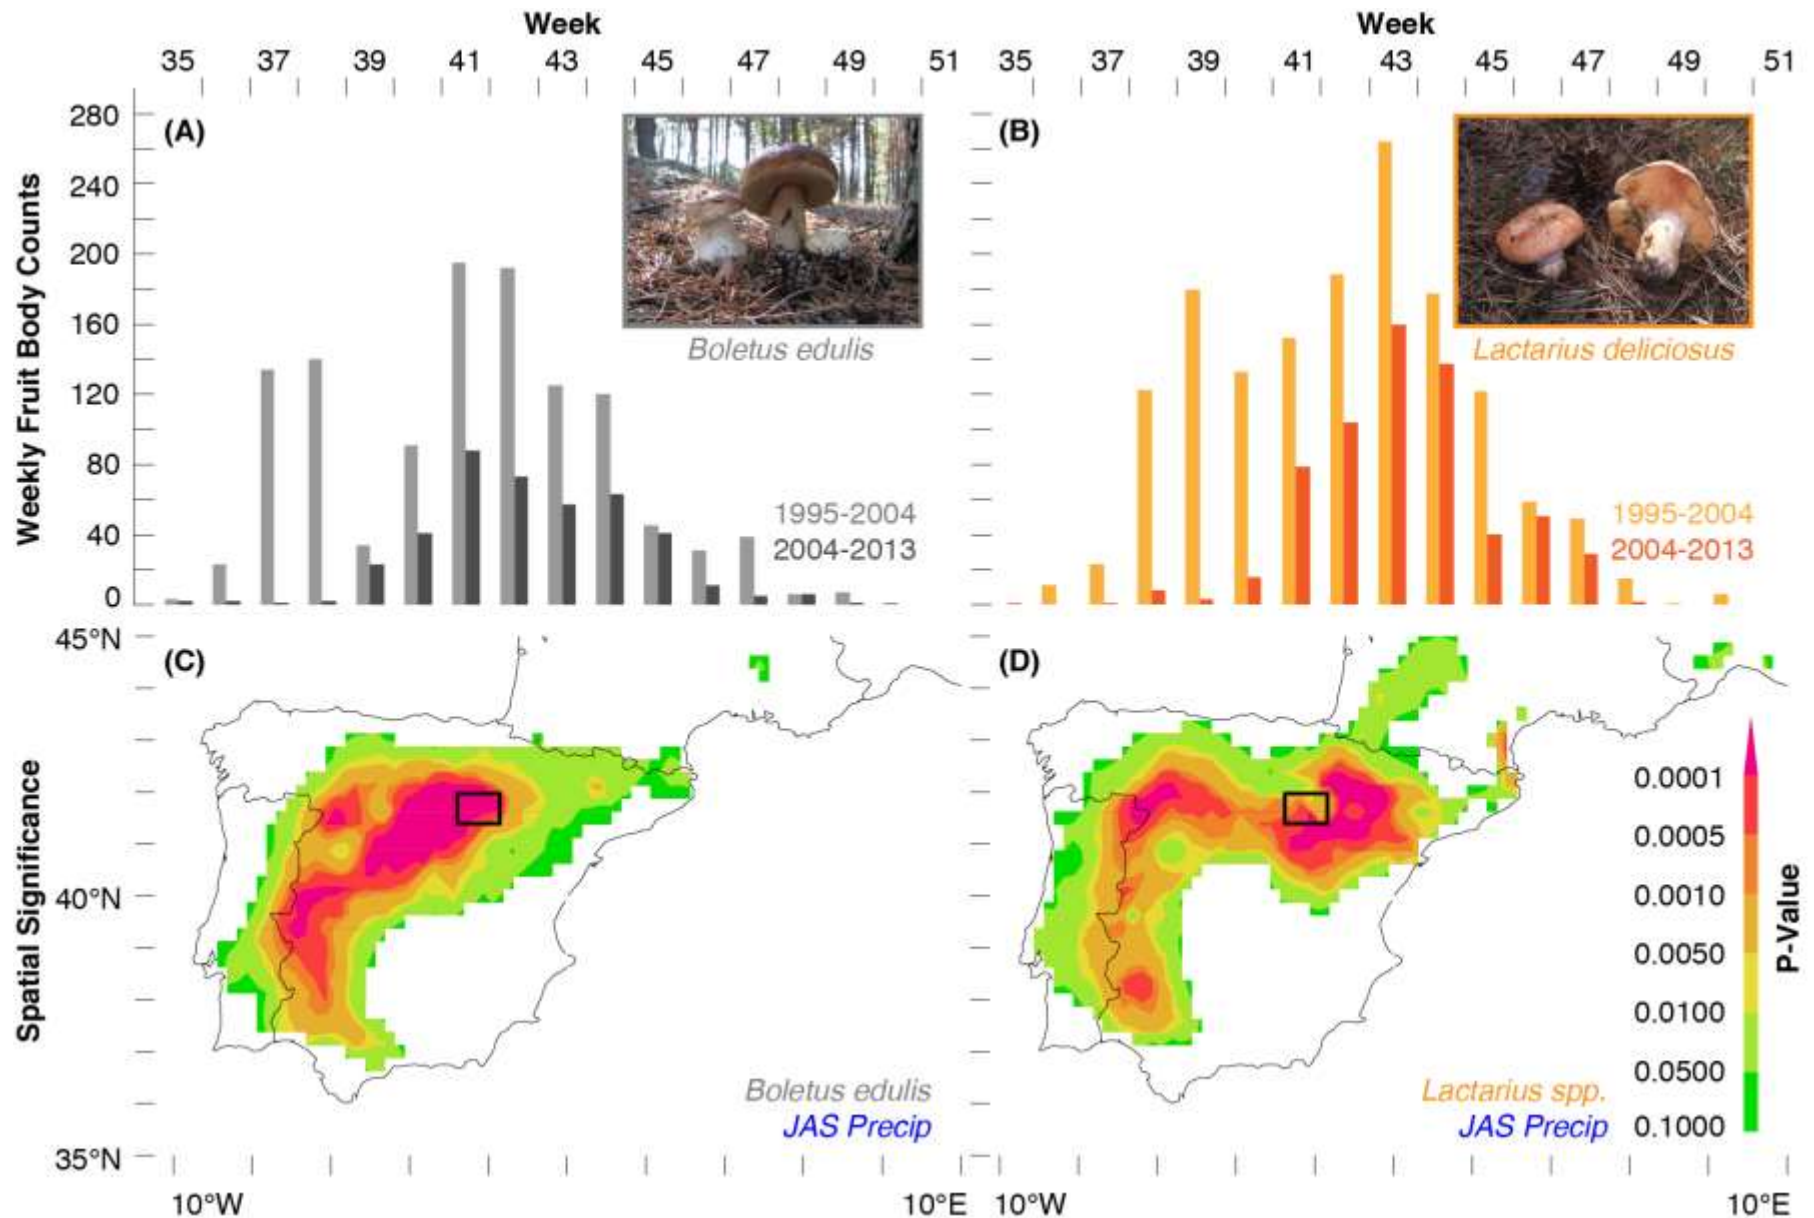 Week
35 37 39 41 43 45 47 49 51
Week
35 37 39 41 43 45 47 49 51
Weekly Fruit Body Counts
280
240
200
160
120
80
40
0
(A)
Boletus edulis
1995-2004
2004-2013
(B)
Lactarius deliciosus
1995-2004
2004-2013
Spatial Significance
45°N
40°N
35°N
(C)
Boletus edulis
JAS Precip
10°W 10°E
(D)
Lactarius spp.
JAS Precip
10°W 10°E
0.0001
0.0005
0.0010
0.0050
0.0100
0.0500
0.1000
P-Value